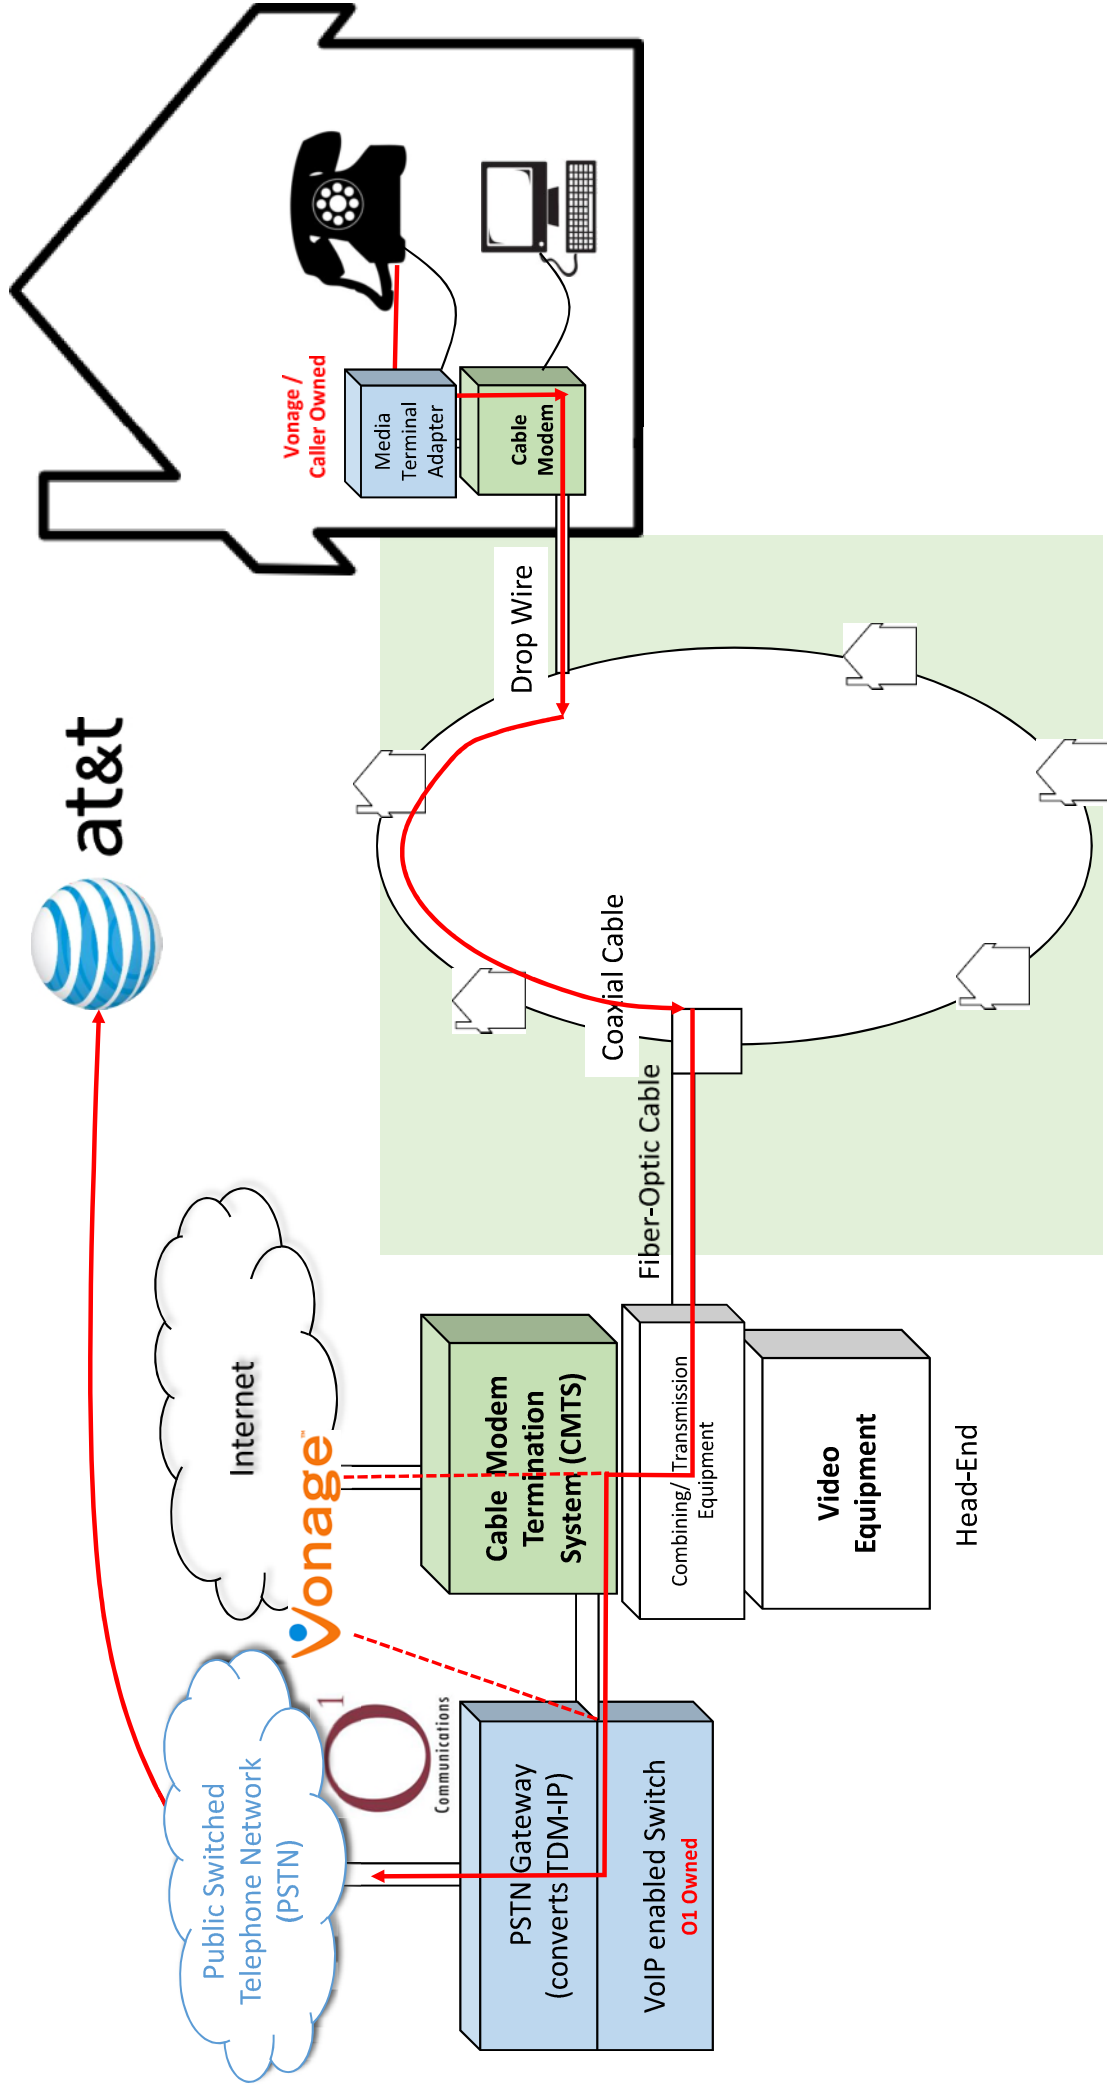 Public Switched
Telephone Network
(PSTN)
Internet
at&t
vonage™
O1
Communications
PSTN Gateway
(converts TDM-IP)
VoIP enabled Switch
O1 Owned
Cable Modem
Termination
System (CMTS)
Combining/ Transmission
Equipment
Video
Equipment
Head-End
Fiber-Optic Cable
Coaxial Cable
Drop Wire
Vonage /
Caller Owned
Media
Terminal
Adapter
Cable
Modem